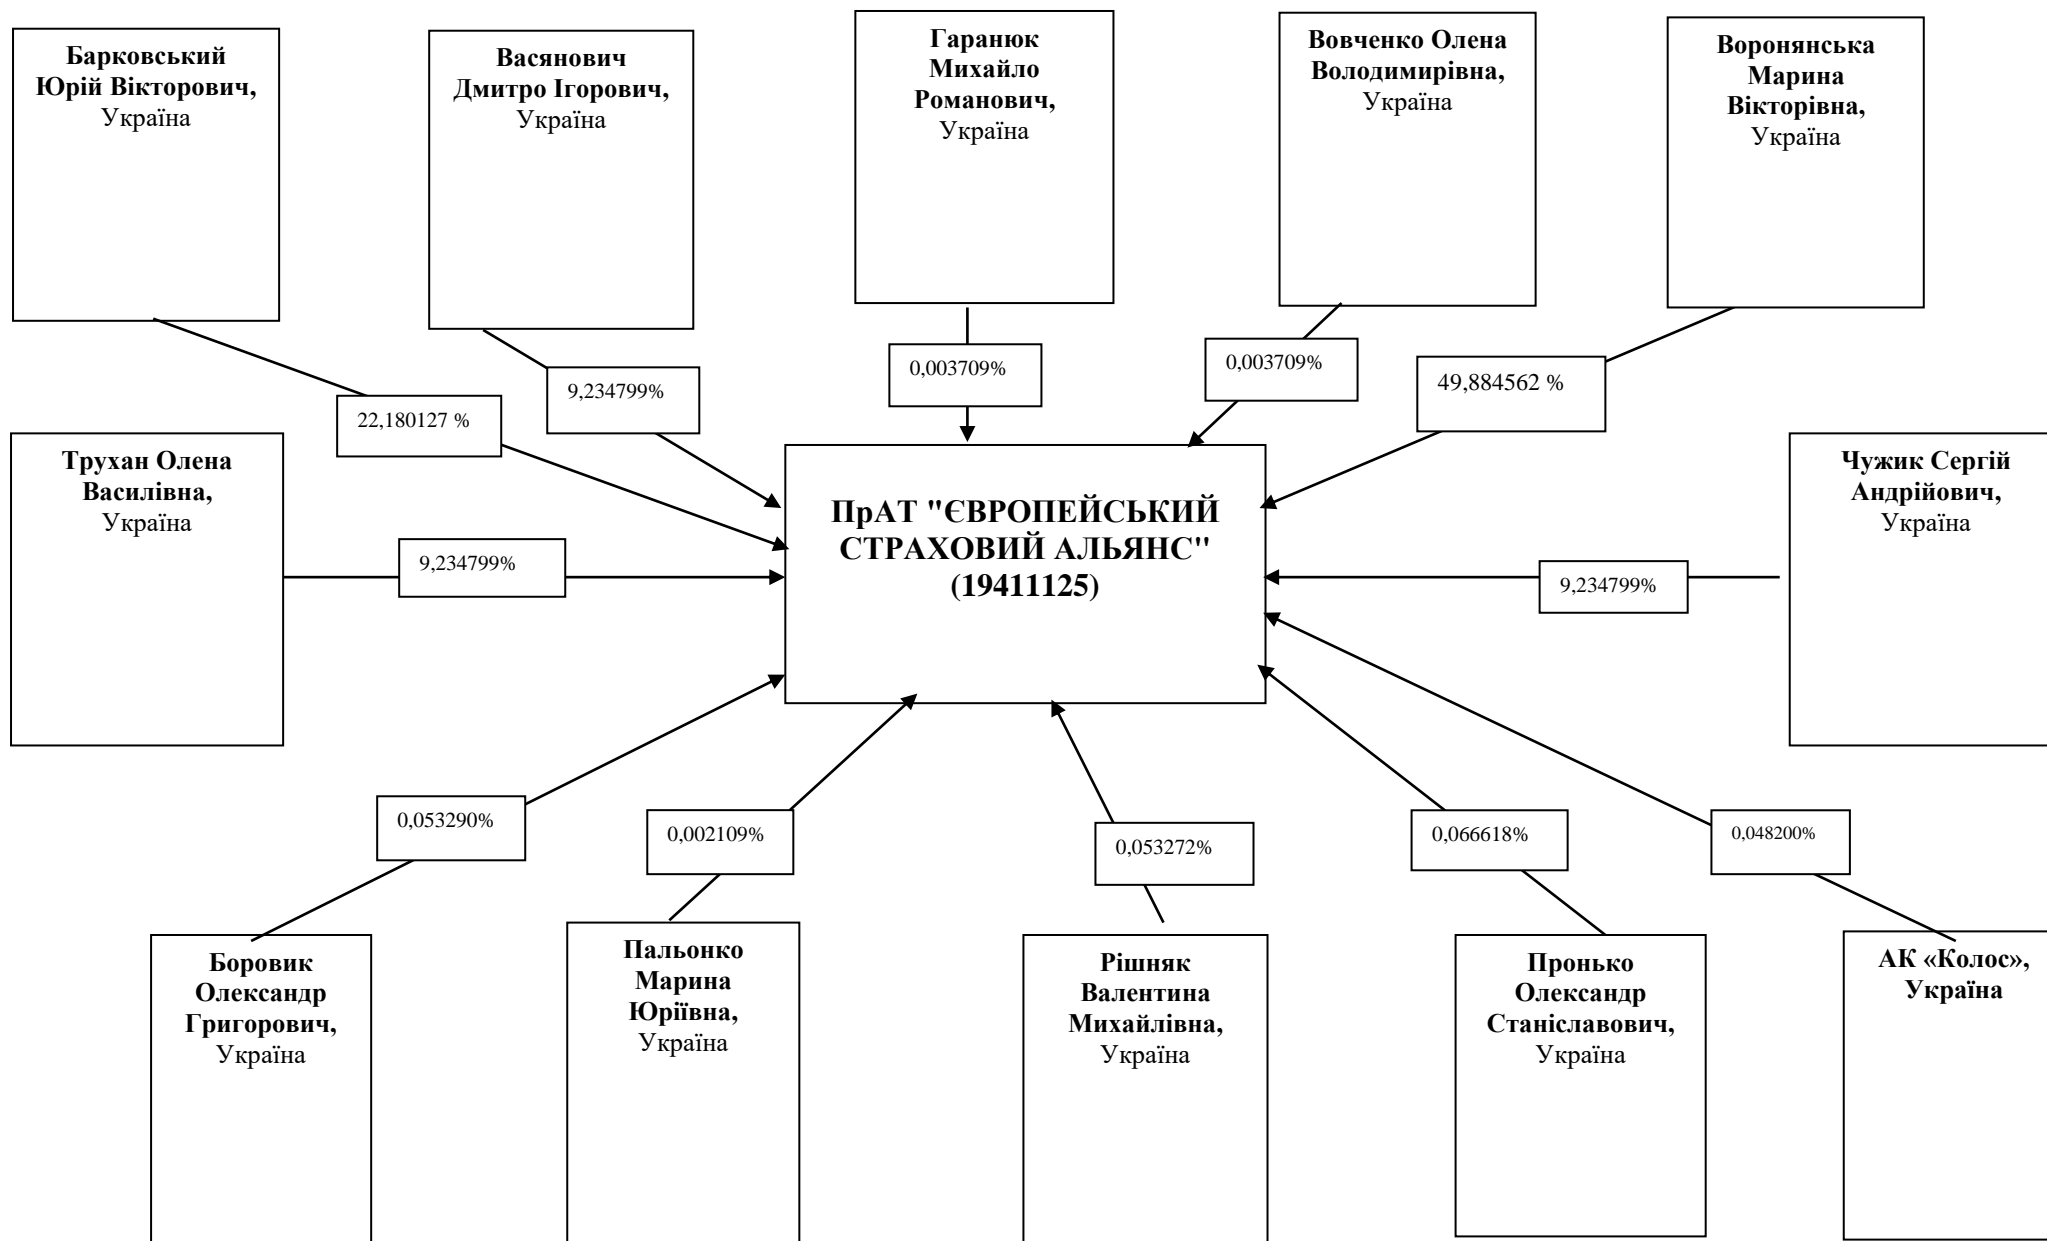 Барковський
Юрій Вікторович,
Україна
Васянович
Дмитро Ігорович,
Україна
Гаранюк
Михайло
Романович,
Україна
Вовченко Олена
Володимирівна,
Україна
Воронянська
Марина
Вікторівна,
Україна
22,180127 %
9,234799%
0,003709%
0,003709%
49,884562 %
Трухан Олена
Василівна,
Україна
9,234799%
ПрАТ "ЄВРОПЕЙСЬКИЙ
СТРАХОВИЙ АЛЬЯНС"
(19411125)
9,234799%
Чужик Сергій
Андрійович,
Україна
0,053290%
0,002109%
0,053272%
0,066618%
0,048200%
Боровик
Олександр
Григорович,
Україна
Пальонко
Марина
Юріївна,
Україна
Рішняк
Валентина
Михайлівна,
Україна
Пронько
Олександр
Станіславович,
Україна
АК «Колос»,
Україна